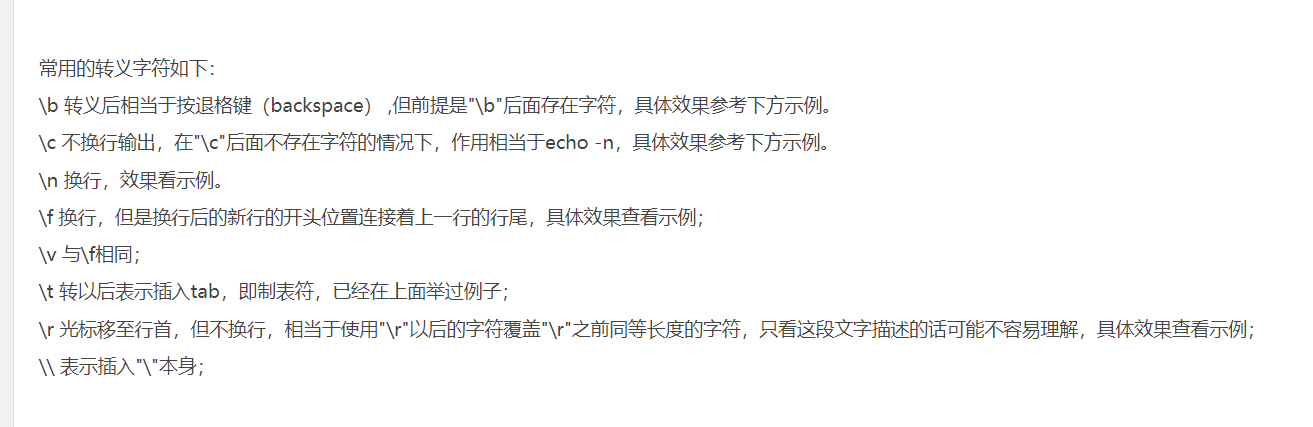 常用的转义字符如下：
\b 转义后相当于按退格键（backspace） ,但前提是"\b"后面存在字符，具体效果参考下方示例。
\c 不换行输出，在"\c"后面不存在字符的情况下，作用相当于echo -n，具体效果参考下方示例。
\n 换行，效果看示例。
\f 换行，但是换行后的新行的开头位置连接着上一行的行尾，具体效果查看示例；
\v 与\f相同；
\t 转以后表示插入tab，即制表符，已经在上面举过例子；
\r 光标移至行首，但不换行，相当于使用"\r"以后的字符覆盖"\r"之前同等长度的字符，只看这段文字描述的话可能不容易理解，具体效果查看示例；
\\ 表示插入"\"本身；